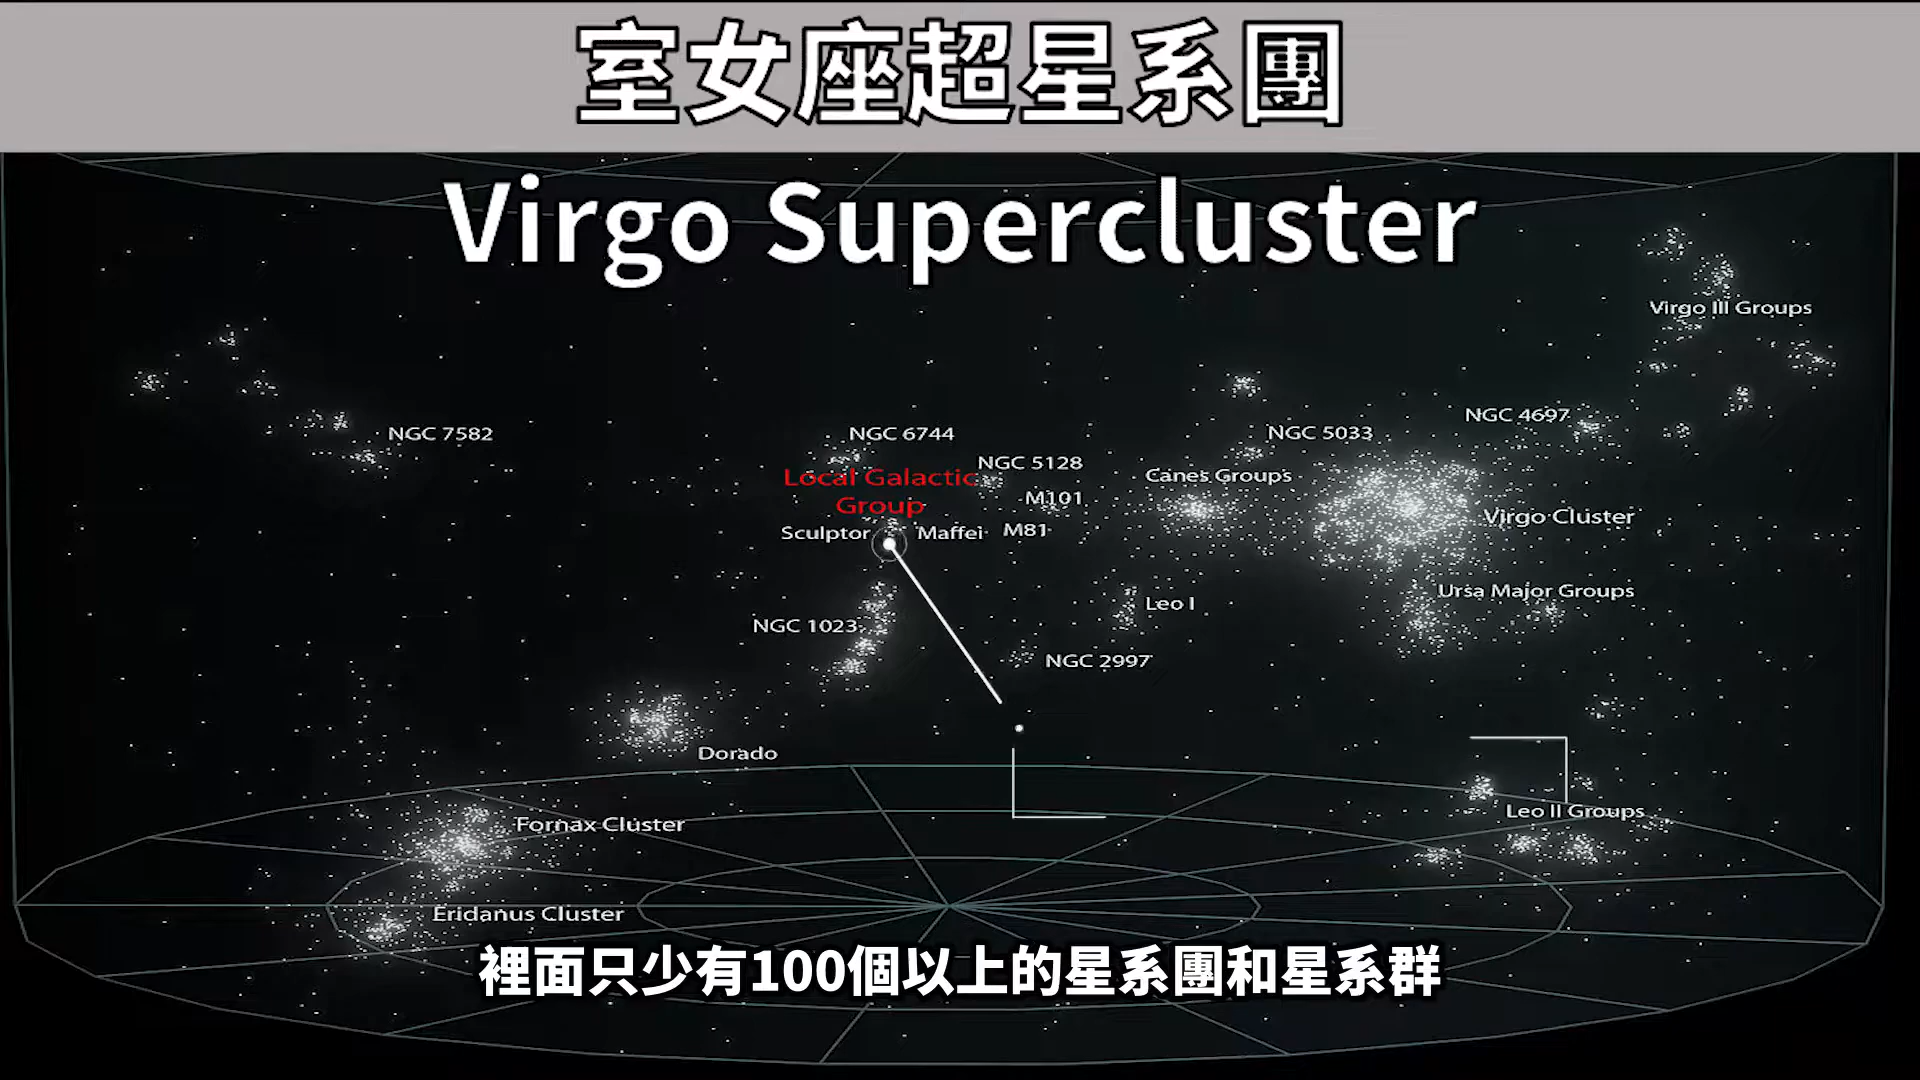 室女座超星系團
Virgo Supercluster
Virgo III Groups
NGC 7582
NGC 6744
NGC 5033
NGC 4697
Local Galactic
Group
NGC 5128
Canes Groups
M101
Sculptor
Maffei
M81
Virgo Cluster
Ursa Major Groups
Leo I
NGC 1023
NGC 2997
Dorado
Leo II Groups
Fornax Cluster
Eridanus Cluster
裡面只少有100個以上的星系團和星系群